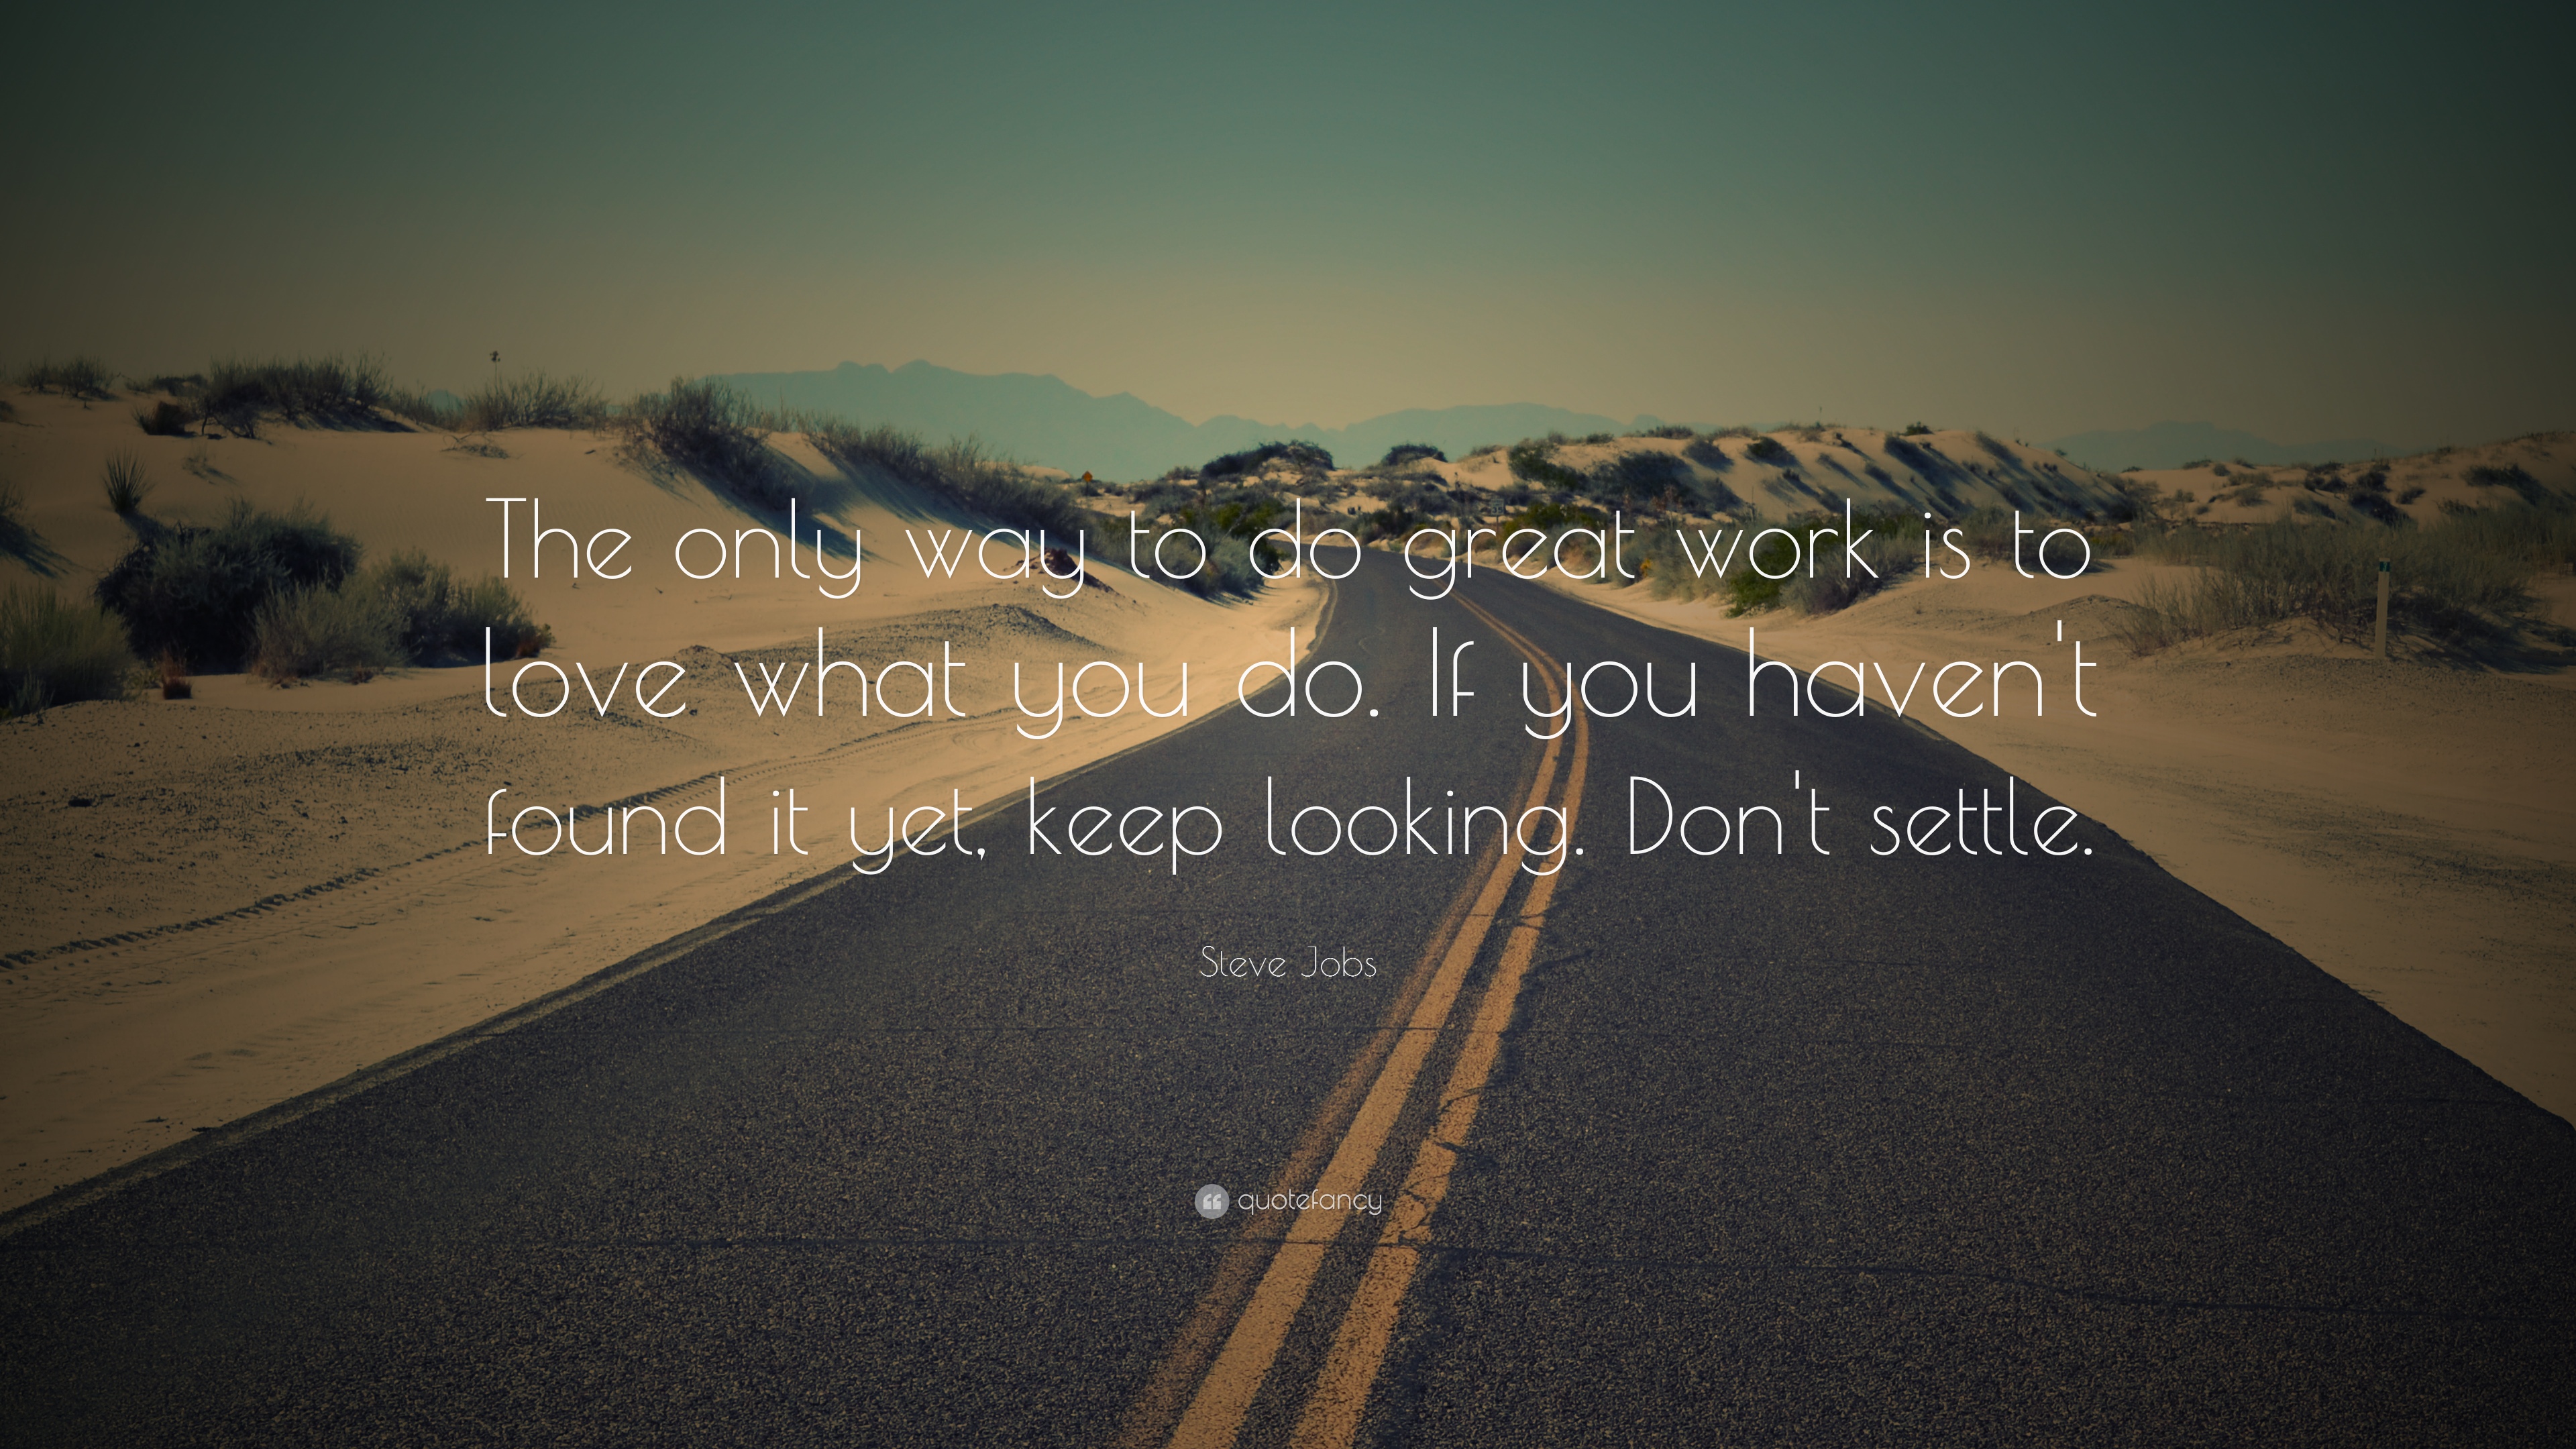 The only way to do great work is to
love what you do. If you haven't
found it yet, keep looking. Don't settle.
Steve Jobs
quotefancy